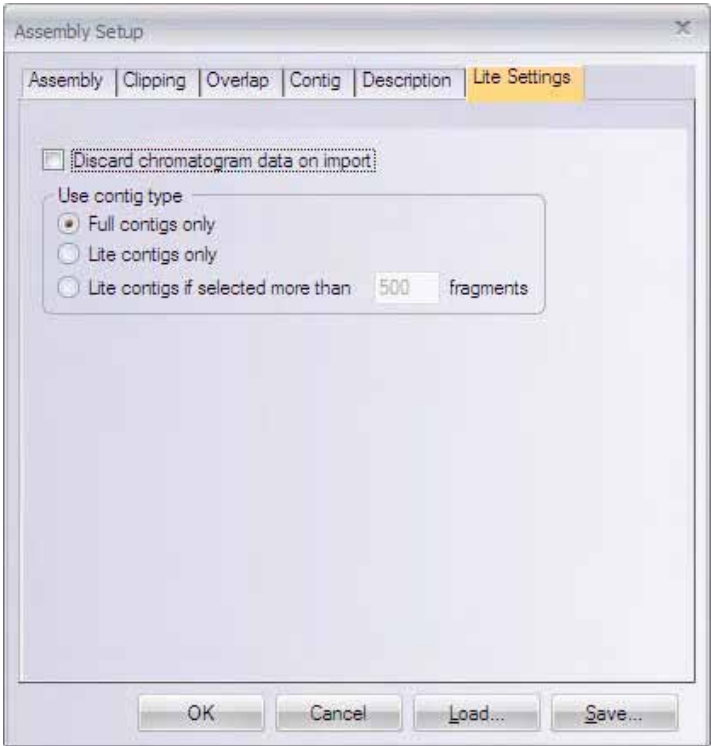 Assembly Setup
Assembly Clipping Overlap Contig Description Lite Settings
Discard chromatogram data on import
Use contig type
Full contigs only
Lite contigs only
Lite contigs if selected more than 500 fragments
OK Cancel Load... Save...